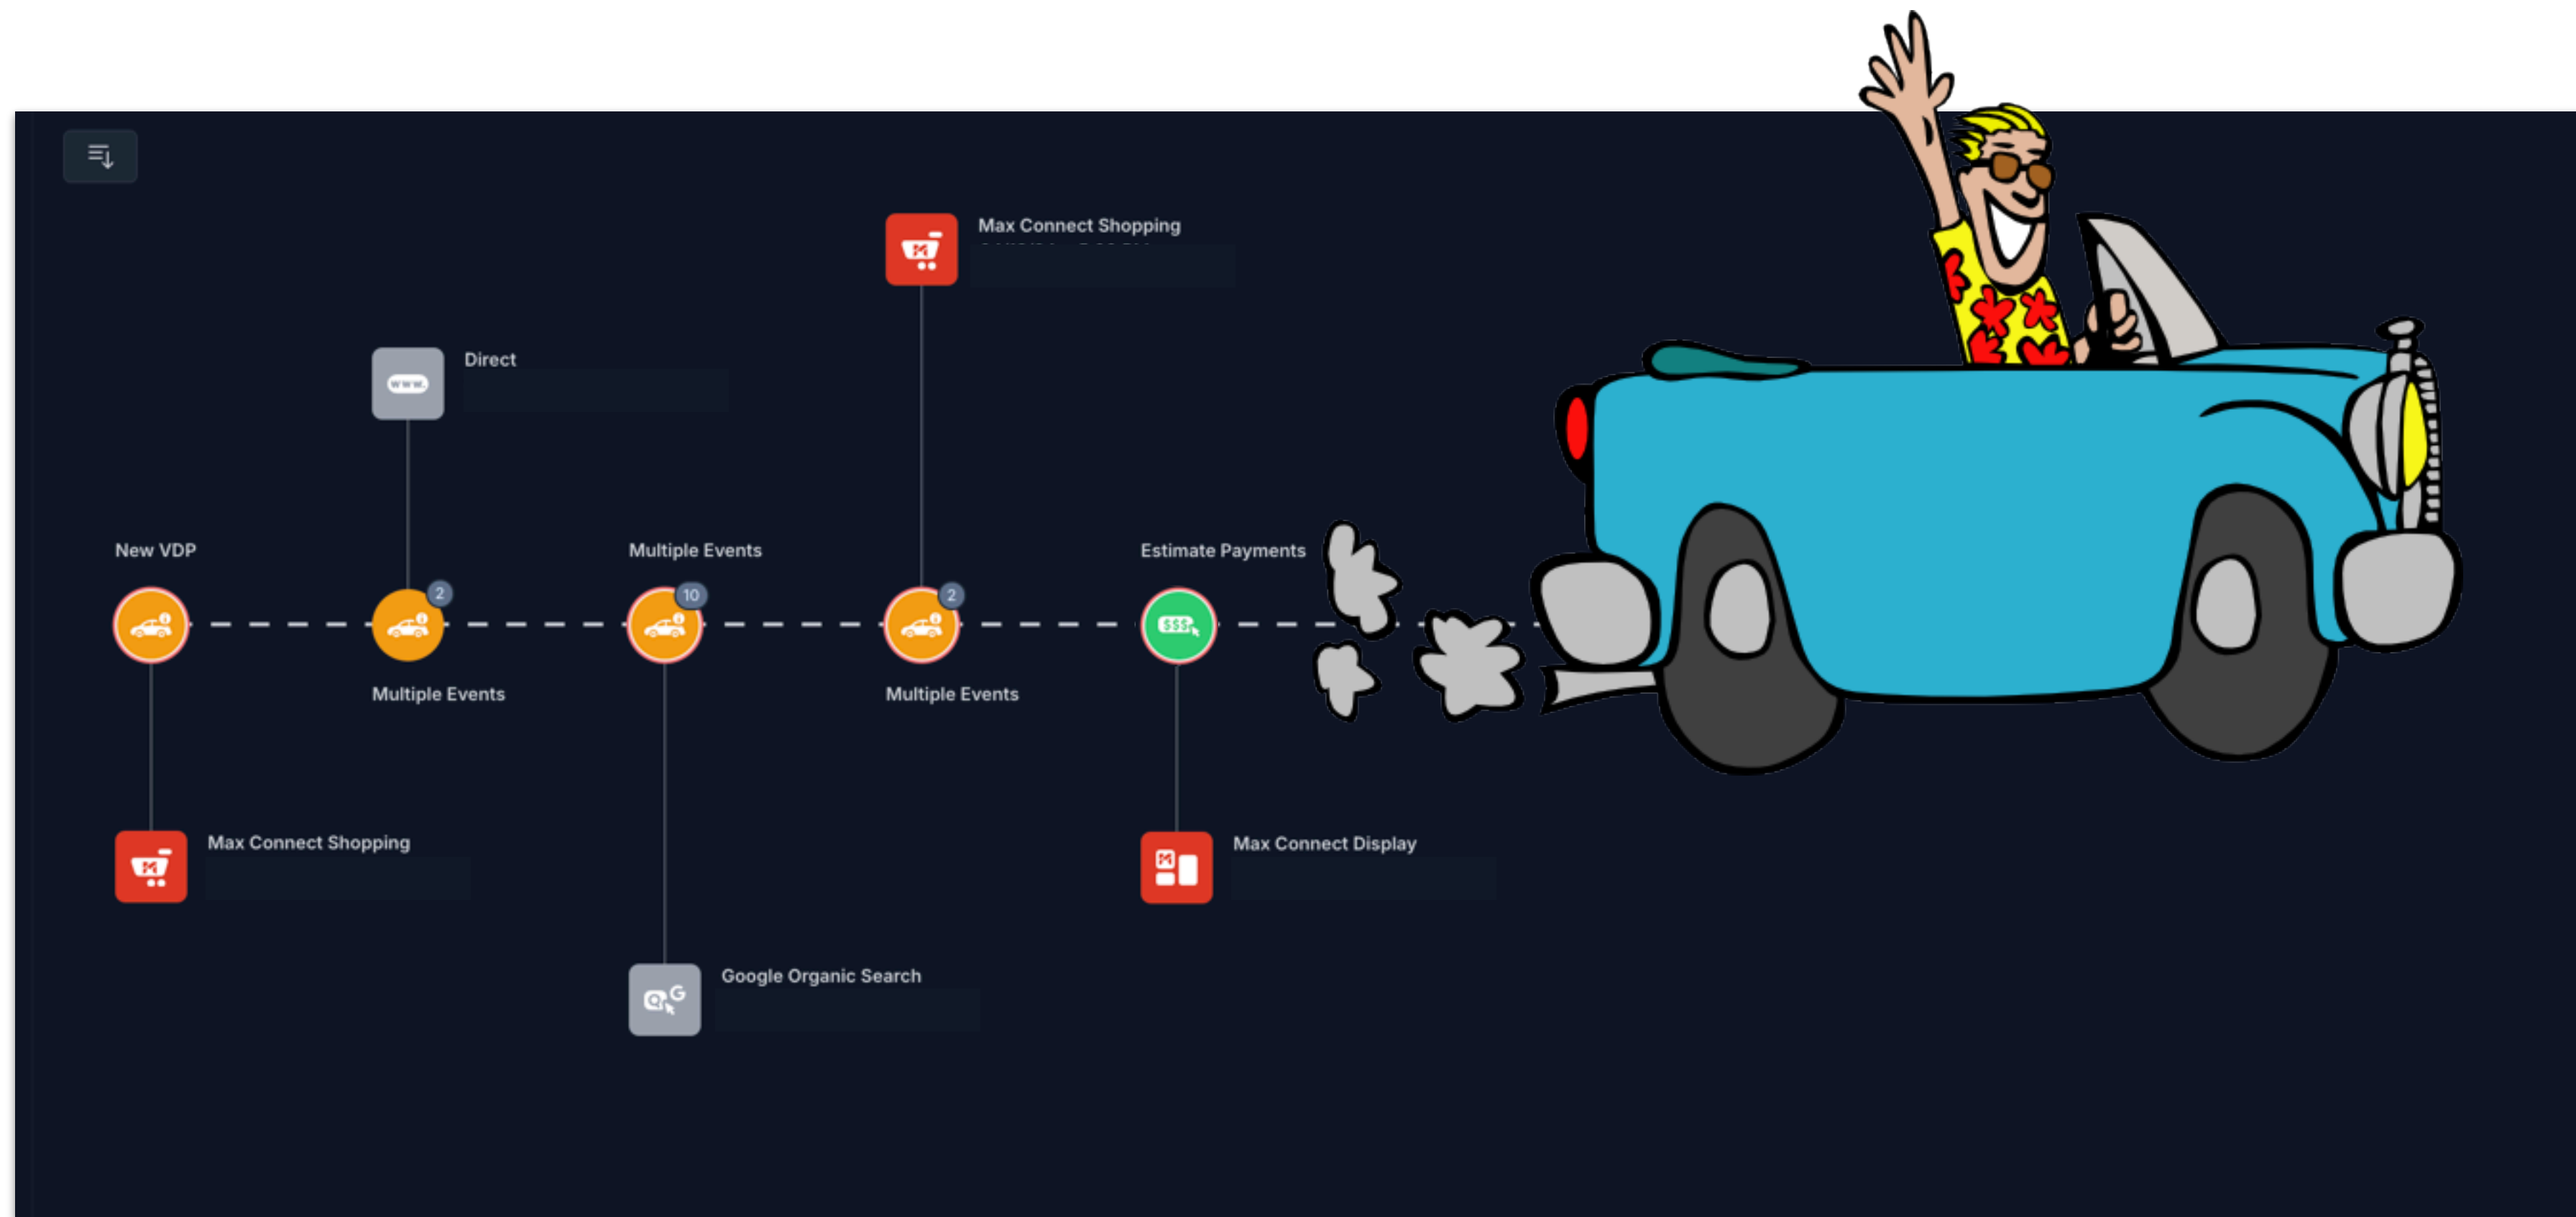 Max Connect Shopping
Direct
www.
New VDP
Multiple Events
Estimate Payments
2
10
2
$$$
Multiple Events
Multiple Events
Max Connect Shopping
Max Connect Display
Google Organic Search
G